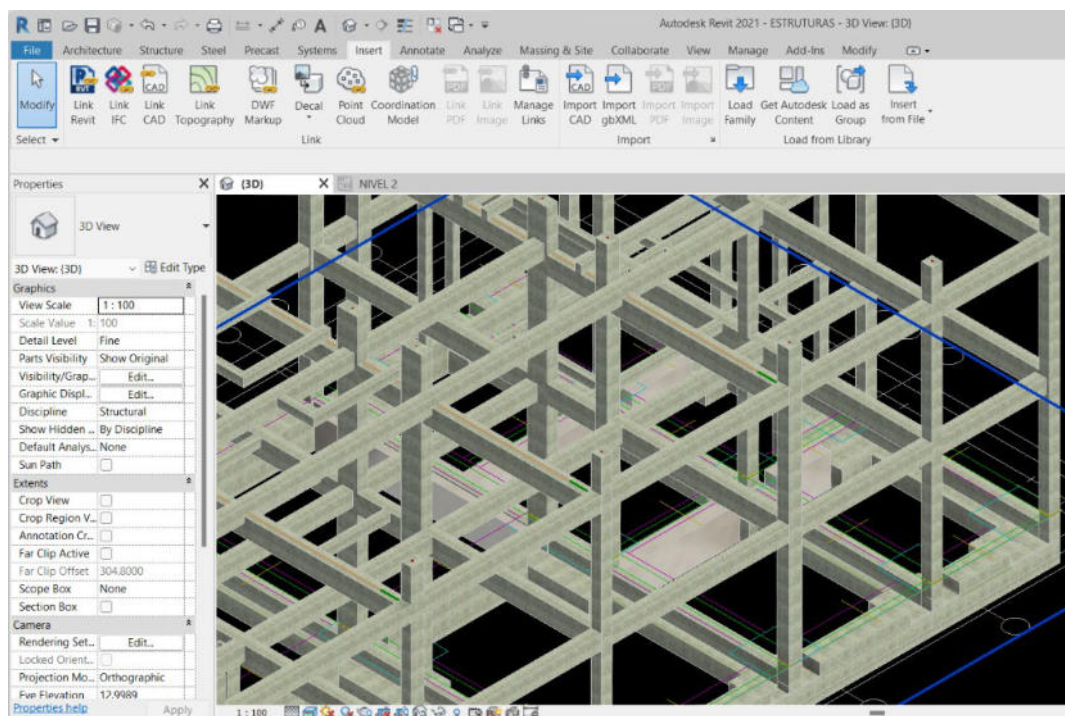 Autodesk Revit 2021 - ESTRUTURAS - 3D View: {3D}
File Architecture Structure Steel Precast Systems Insert Annotate Analyze Massing & Site Collaborate View Manage Add-Ins Modify
Modify Link Revit Link IFC Link CAD Link Topography DWF Markup Decal Point Cloud Coordination Model Link PDF Link Image Manage Links Import CAD Import gbXML Import PDF Import Image Load Family Get Autodesk Content Load as Group Insert from File
Select Link Import Load from Library
Properties
{3D} NIVEL 2
3D View
3D View: {3D} Edit Type
Graphics
View Scale 1 : 100
Scale Value 1: 100
Detail Level Fine
Parts Visibility Show Original
Visibility/Grap... Edit...
Graphic Displ... Edit...
Discipline Structural
Show Hidden ... By Discipline
Default Analys... None
Sun Path
Extents
Crop View
Crop Region V...
Annotation Cr...
Far Clip Active
Far Clip Offset 304.8000
Scope Box None
Section Box
Camera
Rendering Set... Edit...
Locked Orient...
Projection Mo... Orthographic
Eye Elevation 12.9989
Properties help Apply
1 : 100